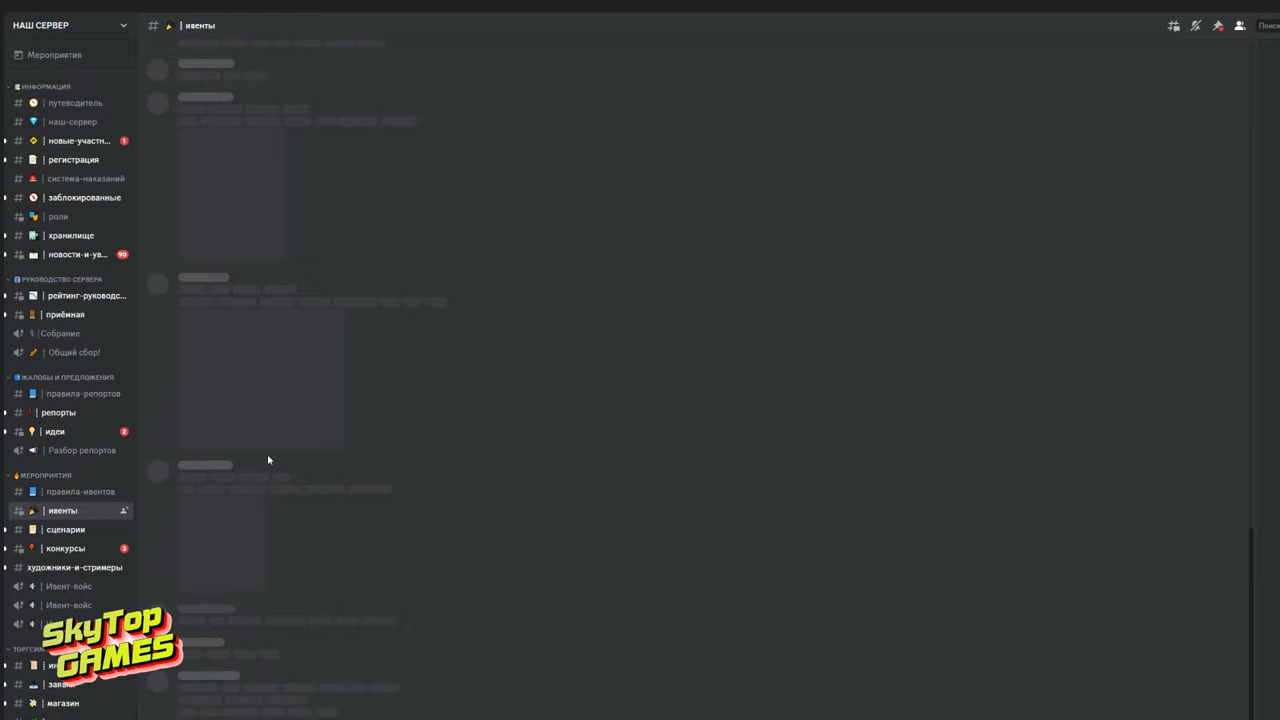 НАШ СЕРВЕР
┊ивенты
Поиск
Мероприятия
ИНФОРМАЦИЯ
┊путеводитель
┊наш-сервер
┊новые-участн... 1
┊регистрация
┊система-наказаний
┊заблокированные
┊роли
┊хранилище
┊новости-и-ув... 90
РУКОВОДСТВО СЕРВЕРА
┊рейтинг-руководс...
┊приёмная
┊Собрание
┊Общий сбор!
ЖАЛОБЫ И ПРЕДЛОЖЕНИЯ
┊правила-репортов
┊репорты
┊идеи 2
┊Разбор репортов
МЕРОПРИЯТИЯ
┊правила-ивентов
┊ивенты
┊сценарии
┊конкурсы 3
художники-и-стримеры
┊Ивент-войс
┊Ивент-войс
SkyTop
GAMES
┊магазин